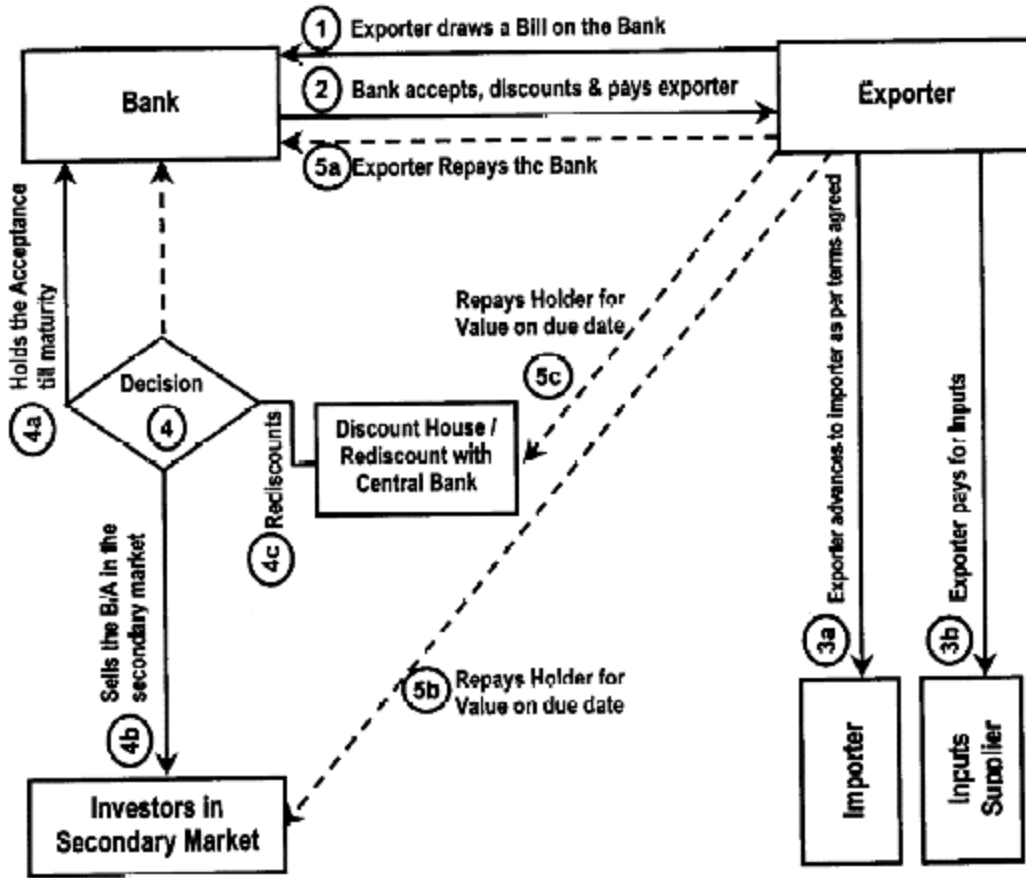 1 Exporter draws a Bill on the Bank
Bank
2 Bank accepts, discounts & pays exporter
Exporter
5a Exporter Repays the Bank
4a Holds the Acceptance
till maturity
Decision
4
Repays Holder for
Value on due date
5c
Discount House /
Rediscount with
Central Bank
4c Rediscounts
3a Exporter advances to importer as per terms agreed
3b Exporter pays for Inputs
4b Sells the B/A in the
secondary market
5b Repays Holder for
Value on due date
Investors in
Secondary Market
Importer
Inputs
Supplier